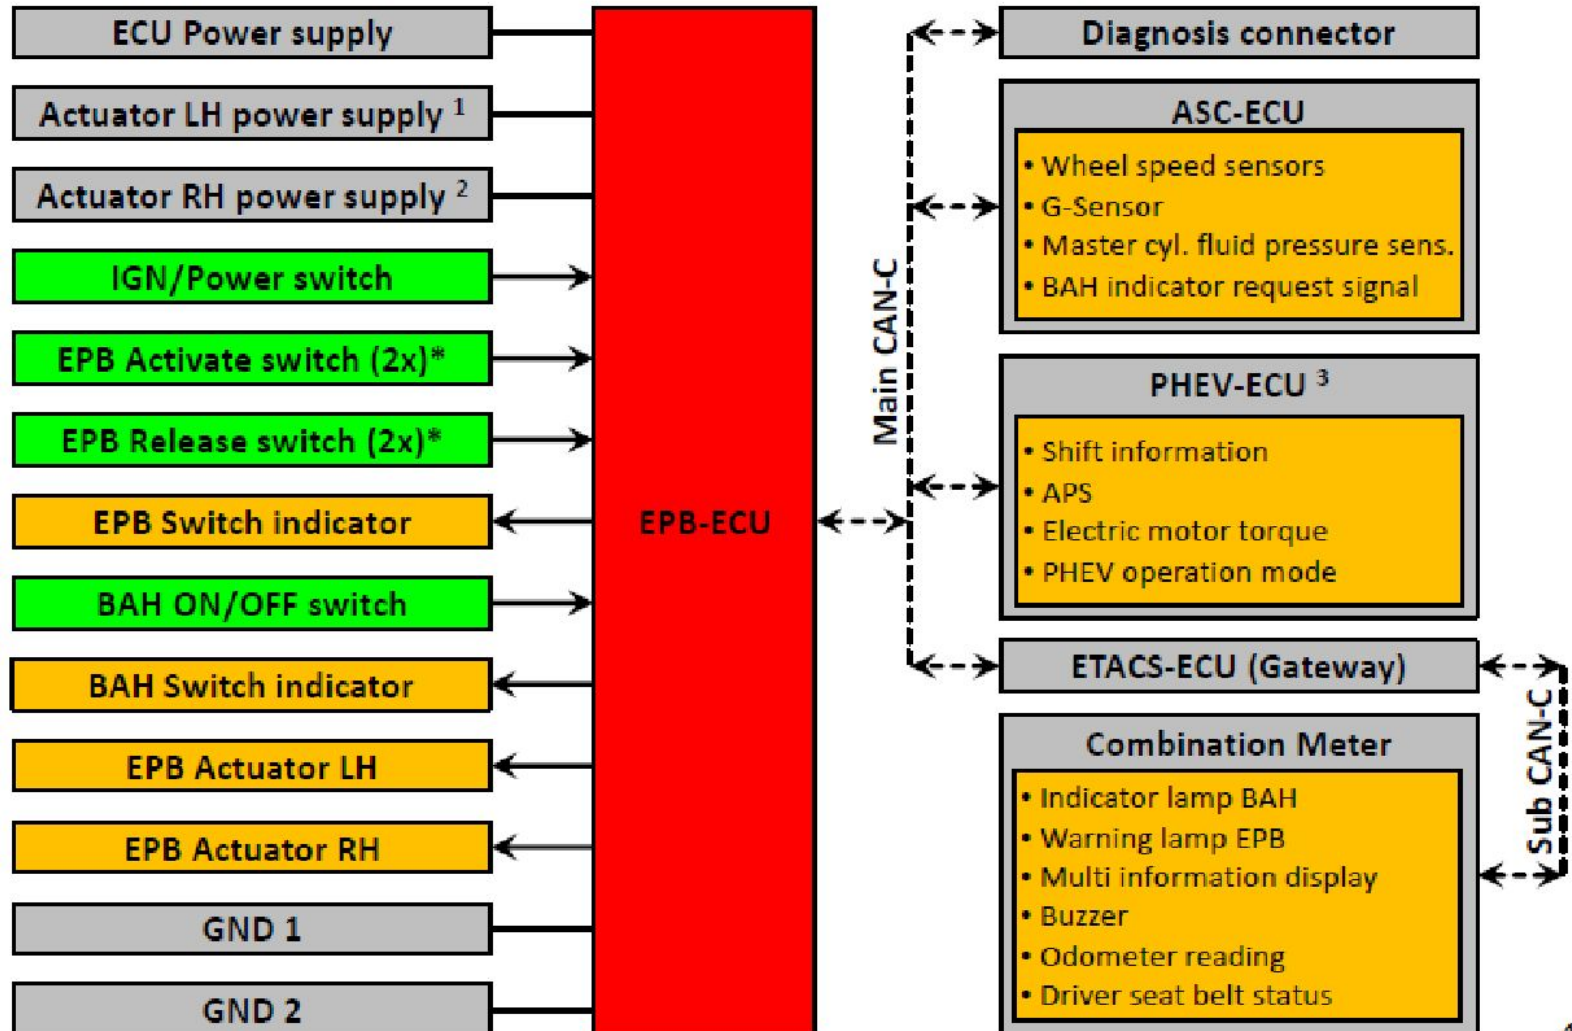 ECU Power supply
Actuator LH power supply ¹
Actuator RH power supply ²
IGN/Power switch
EPB Activate switch (2x)*
EPB Release switch (2x)*
EPB Switch indicator
BAH ON/OFF switch
BAH Switch indicator
EPB Actuator LH
EPB Actuator RH
GND 1
GND 2
EPB-ECU
Main CAN-C
Diagnosis connector
ASC-ECU
• Wheel speed sensors
• G-Sensor
• Master cyl. fluid pressure sens.
• BAH indicator request signal
PHEV-ECU ³
• Shift information
• APS
• Electric motor torque
• PHEV operation mode
ETACS-ECU (Gateway)
Combination Meter
• Indicator lamp BAH
• Warning lamp EPB
• Multi information display
• Buzzer
• Odometer reading
• Driver seat belt status
Sub CAN-C